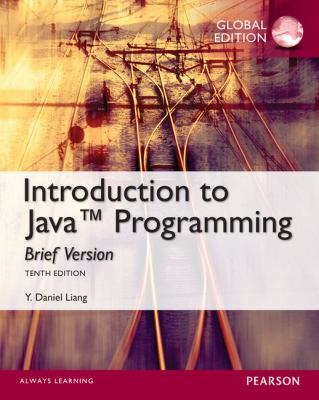 GLOBAL
EDITION
Introduction to
Java™ Programming
Brief Version
TENTH EDITION
Y. Daniel Liang
ALWAYS LEARNING
PEARSON